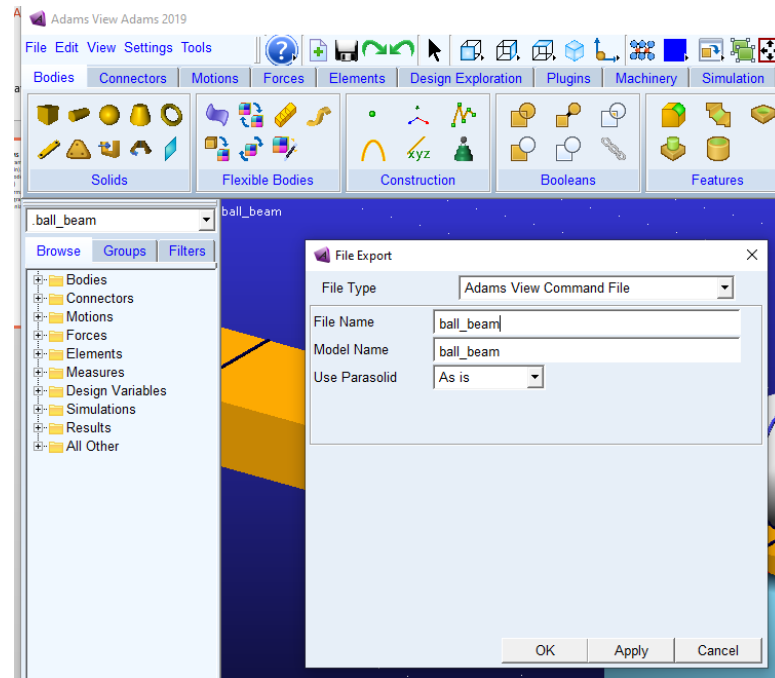 Adams View Adams 2019
File Edit View Settings Tools
Bodies Connectors Motions Forces Elements Design Exploration Plugins Machinery Simulation
xyz
Solids Flexible Bodies Construction Booleans Features
.ball_beam
ball_beam
Browse Groups Filters
Bodies
Connectors
Motions
Forces
Elements
Measures
Design Variables
Simulations
Results
All Other
File Export
File Type Adams View Command File
File Name ball_beam
Model Name ball_beam
Use Parasolid As is
OK Apply Cancel